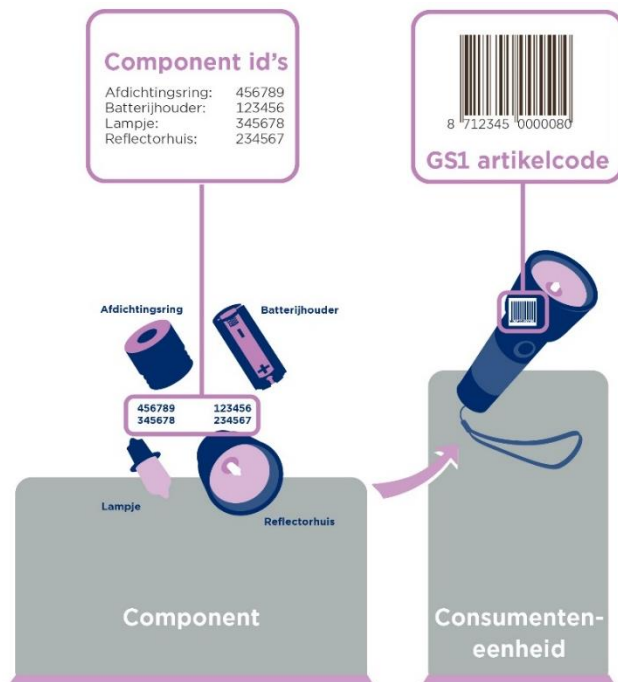 Component id's
Afdichtingsring: 456789
Batterijhouder: 123456
Lampje: 345678
Reflectorhuis: 234567
8 712345 0000080
GS1 artikelcode
Afdichtingsring
Batterijhouder
456789 123456
345678 234567
Lampje
Reflectorhuis
Component
Consumenten-
eenheid